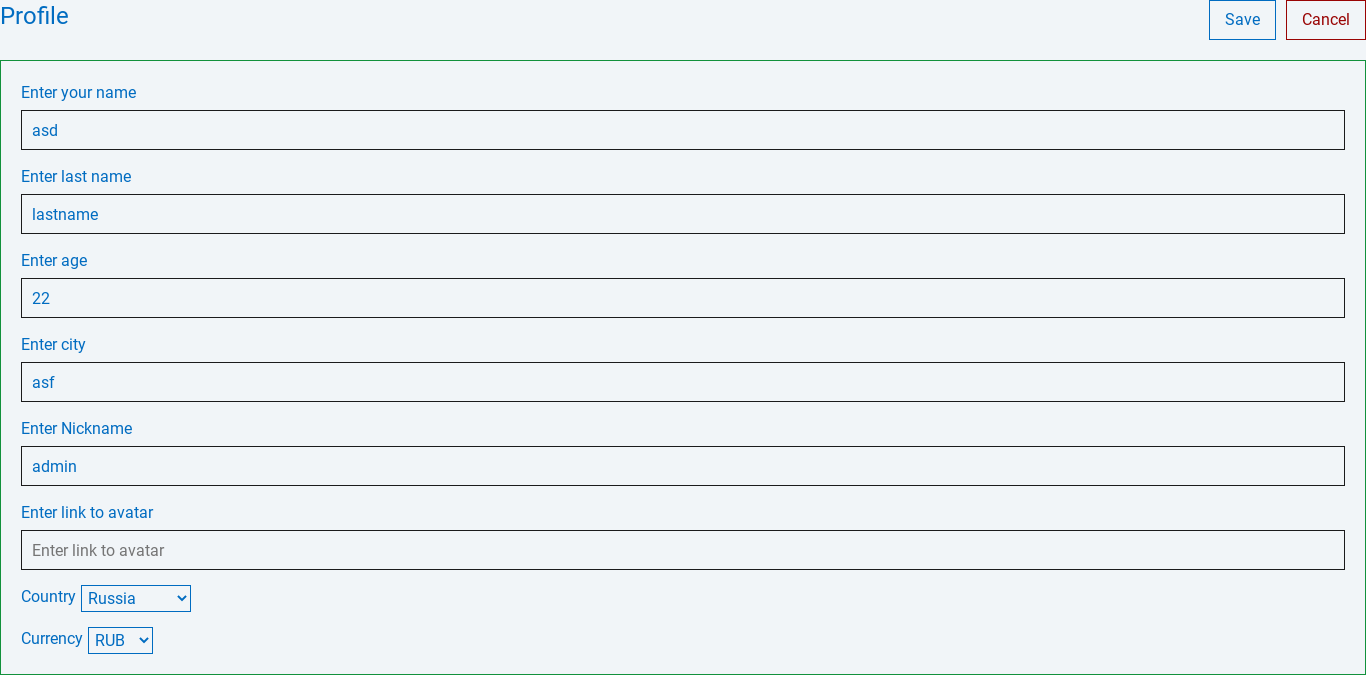 Profile
Save Cancel
Enter your name
asd
Enter last name
lastname
Enter age
22
Enter city
asf
Enter Nickname
admin
Enter link to avatar
Enter link to avatar
Country Russia
Currency RUB